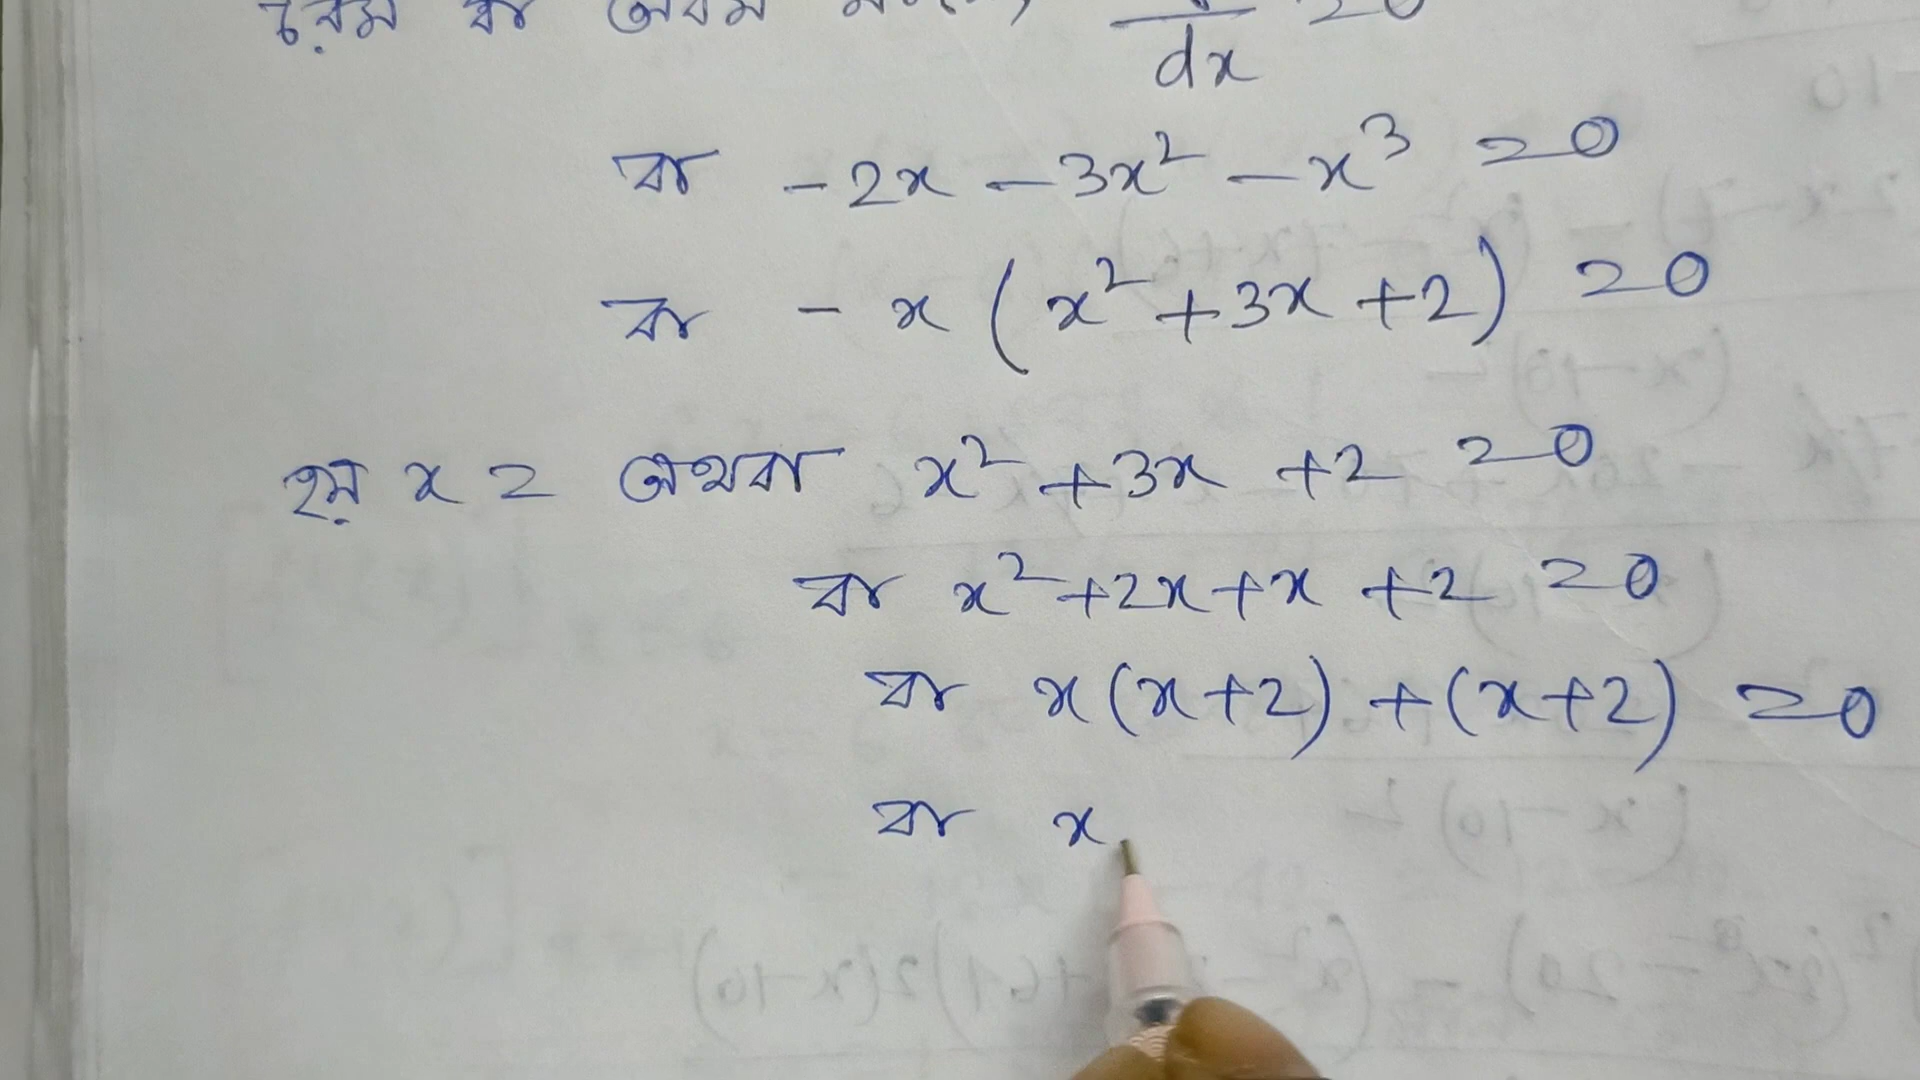 dx
বা -2x - 3x² - x³ = 0
বা - x (x² + 3x + 2) = 0
হয় x = অথবা x² + 3x + 2 = 0
বা x² + 2x + x + 2 = 0
বা x(x+2) + (x+2) = 0
বা x